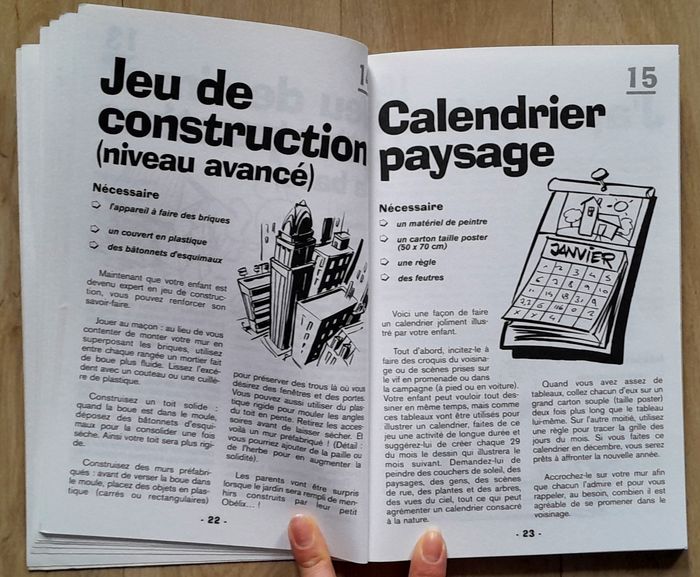 Jeu de
construction
(niveau avancé)
Nécessaire
l'appareil à faire des briques
un couvert en plastique
des bâtonnets d'esquimaux
Maintenant que votre enfant est
devenu expert en jeu de construc-
tion, vous pouvez renforcer son
savoir-faire.
Jouer au maçon : au lieu de vous
contenter de monter votre mur en
superposant les briques, utilisez
entre chaque rangée un mortier fait
de boue plus fluide. Lissez l'excé-
dent avec un couteau ou une cuillè-
re de plastique.
Construisez un toit solide :
quand la boue est dans le moule,
déposez des bâtonnets d'esqui-
maux pour la consolider une fois
sèche. Ainsi votre toit sera plus rigi-
de.
Construisez des murs préfabri-
qués : avant de verser la boue dans
le moule, placez des objets en plas-
tique (carrés ou rectangulaires)
pour préserver des trous là où vous
désirez des fenêtres et des portes.
Vous pouvez aussi utiliser du plas-
tique rigide pour mouler les angles
du toit en pente. Retirez les acces-
soires avant de laisser sécher. Et
voilà un mur préfabriqué ! (Détail :
vous pourriez ajouter de la paille ou
de l'herbe pour en augmenter la
solidité).
Les parents vont être surpris
lorsque le jardin sera rempli de men-
hirs construits par leur petit
Obélix... !
- 22 -
15
Calendrier
paysage
Nécessaire
un matériel de peintre
un carton taille poster
(50 x 70 cm)
une règle
des feutres
JANVIER
Voici une façon de faire
un calendrier joliment illus-
tré par votre enfant.
Tout d'abord, incitez-le à
faire des croquis du voisina-
ge ou de scènes prises sur
le vif en promenade ou dans
la campagne (à pied ou en voiture).
Votre enfant peut vouloir tout des-
siner en même temps, mais comme
ces tableaux vont être utilisés pour
illustrer un calendrier, faites de ce
jeu une activité de longue durée et
suggérez-lui de créer chaque 29
du mois le dessin qui illustrera le
mois suivant. Demandez-lui de
peindre des couchers de soleil, des
paysages, des gens, des scènes
de rue, des plantes et des arbres,
des vues du ciel, tout ce qui peut
agrémenter un calendrier consacré
à la nature.
Quand vous avez assez de
tableaux, collez chacun d'eux sur un
grand carton souple (taille poster)
deux fois plus long que le tableau
lui-même. Sur l'autre moitié, utilisez
une règle pour tracer la grille des
jours du mois. Si vous faites ce
calendrier en décembre, vous serez
prêts à affronter la nouvelle année.
Accrochez-le sur votre mur afin
que chacun l'admire et pour vous
rappeler, au besoin, combien il est
agréable de se promener dans le
voisinage.
- 23 -